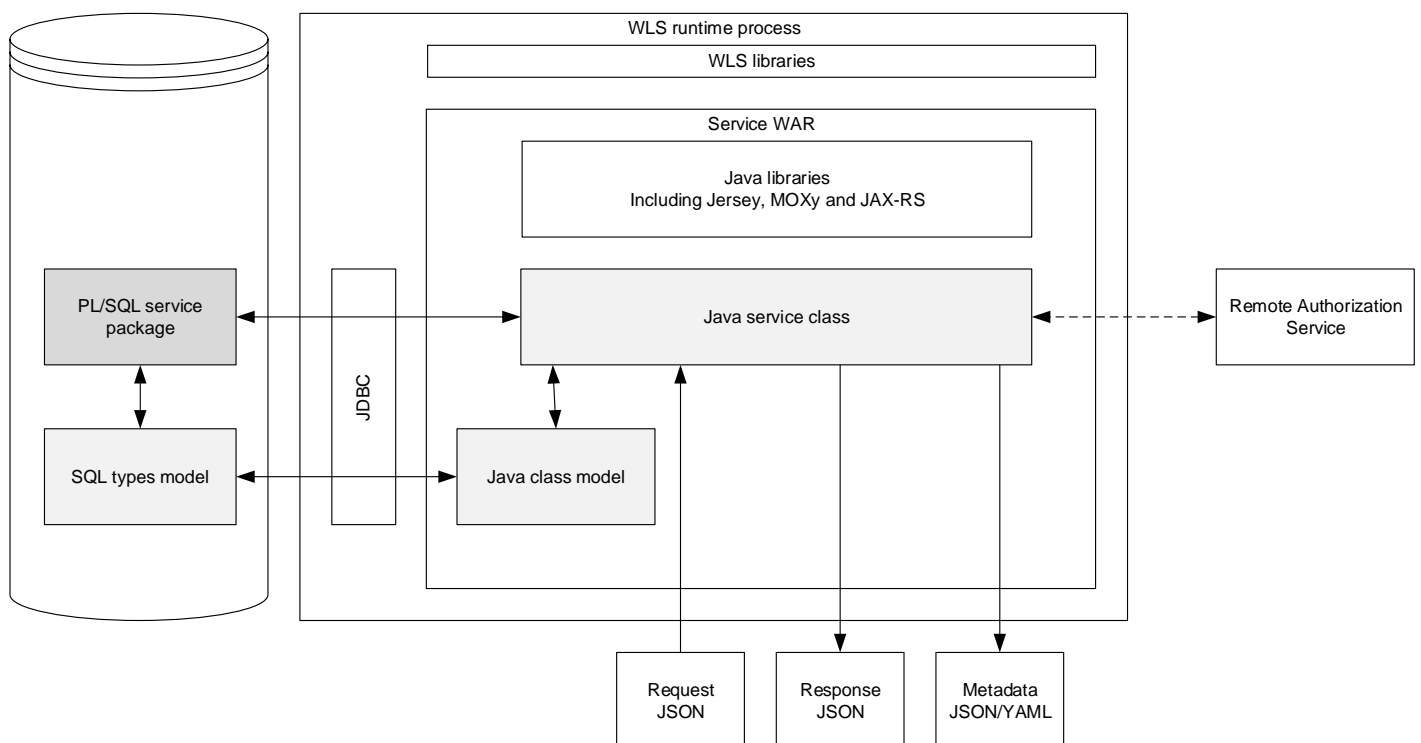 WLS runtime process
WLS libraries
Service WAR
Java libraries
Including Jersey, MOXy and JAX-RS
PL/SQL service
package
JDBC
Java service class
Remote Authorization
Service
SQL types model
Java class model
Request
JSON
Response
JSON
Metadata
JSON/YAML